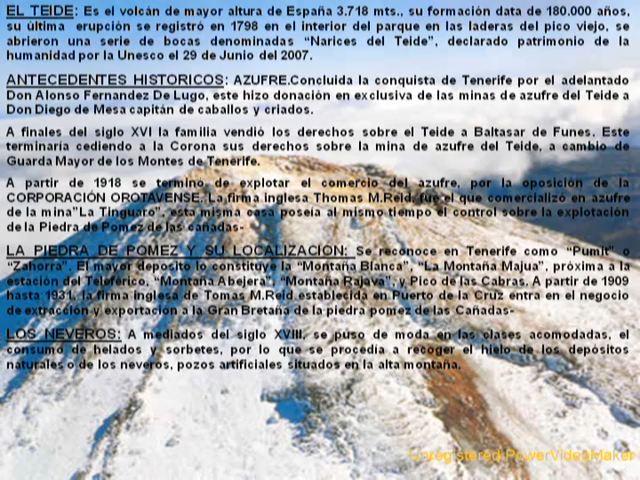 EL TEIDE: Es el volcán de mayor altura de España 3.718 mts., su formación data de 180.000 años,
su última erupción se registró en 1798 en el interior del parque en las laderas del pico viejo, se
abrieron una serie de bocas denominadas “Narices del Teide”, declarado patrimonio de la
humanidad por la Unesco el 29 de Junio del 2007.
ANTECEDENTES HISTORICOS: AZUFRE.Concluida la conquista de Tenerife por el adelantado
Don Alonso Fernandez De Lugo, este hizo donación en exclusiva de las minas de azufre del Teide a
Don Diego de Mesa capitán de caballos y criados.
A finales del siglo XVI la familia vendió los derechos sobre el Teide a Baltasar de Funes. Este
terminaría cediendo a la Corona sus derechos sobre la mina de azufre del Teide, a cambio de
Guarda Mayor de los Montes de Tenerife.
A partir de 1918 se termino de explotar el comercio del azufre, por la oposición de la
CORPORACIÓN OROTAVENSE. La firma inglesa Thomas M.Reid, fue el que comercializó en azufre
de la mina”La Tinguaro”, esta misma casa poseía al mismo tiempo el control sobre la explotación
de la Piedra de Pomez de las cañadas-
LA PIEDRA DE POMEZ Y SU LOCALIZACION: Se reconoce en Tenerife como “Pumit” o
“Zahorra”. El mayor deposito lo constituye la “Montaña Blanca”, “La Montaña Majua”, próxima a la
estación del Teleférico, “Montaña Abejera”, “Montaña Rajava”, y Pico de las Cabras. A partir de 1909
hasta 1931, la firma inglesa de Tomas M.Reid establecida en Puerto de la Cruz entra en el negocio
de extracción y exportación a la Gran Bretaña de la piedra pomez de las Cañadas-
LOS NEVEROS: A mediados del siglo XVIII, se puso de moda en las clases acomodadas, el
consumo de helados y sorbetes, por lo que se procedía a recoger el hielo de los depósitos
naturales o de los neveros, pozos artificiales situados en la alta montaña.
Unregistered PowerVideoMaker